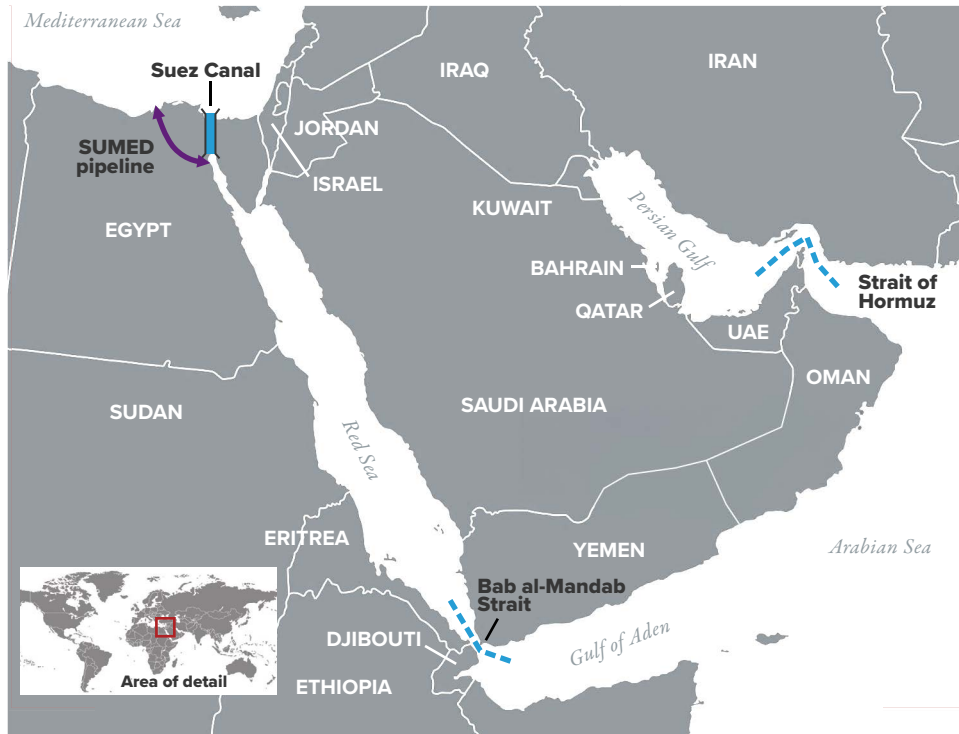 Mediterranean Sea
Suez Canal
IRAQ
IRAN
JORDAN
SUMED
pipeline
ISRAEL
KUWAIT
Persian Gulf
EGYPT
BAHRAIN
Strait of
Hormuz
QATAR
UAE
OMAN
SUDAN
SAUDI ARABIA
Red Sea
ERITREA
YEMEN
Arabian Sea
Bab al-Mandab
Strait
DJIBOUTI
Gulf of Aden
Area of detail
ETHIOPIA